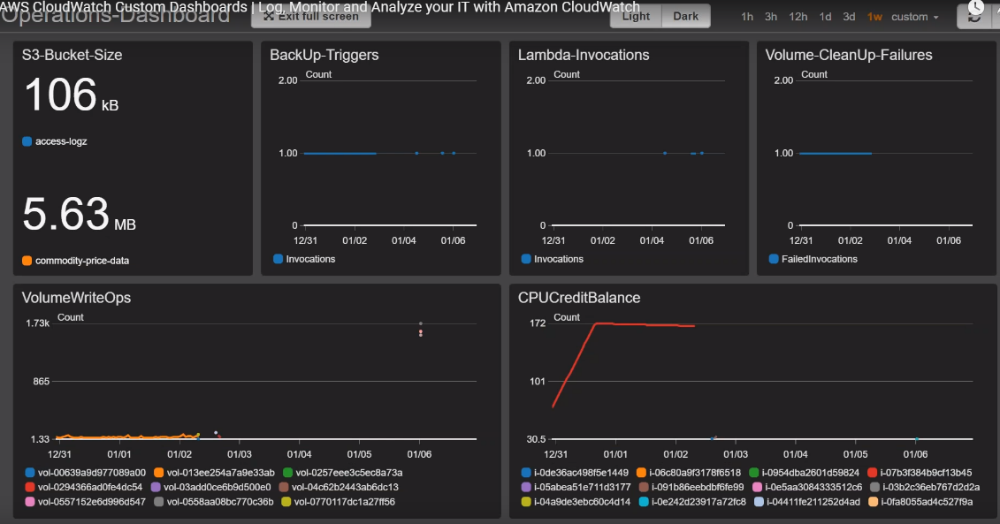 AWS CloudWatch Custom Dashboards | Log, Monitor and Analyze your IT with Amazon CloudWatch
Operations-Dashboard
Exit full screen
Light Dark
1h 3h 12h 1d 3d 1w custom
S3-Bucket-Size
106 kB
access-logz
5.63 MB
commodity-price-data
BackUp-Triggers
Count
2.00
1.00
0
12/31 01/02 01/04 01/06
Invocations
Lambda-Invocations
Count
2.00
1.00
0
12/31 01/02 01/04 01/06
Invocations
Volume-CleanUp-Failures
Count
2.00
1.00
0
12/31 01/02 01/04 01/06
FailedInvocations
VolumeWriteOps
Count
1.73k
865
1.33
12/31 01/01 01/02 01/03 01/04 01/05 01/06
vol-00639a9d977089a00 vol-013ee254a7a9e33ab vol-0257eee3c5ec8a73a
vol-0294366ad0fe4dc54 vol-03add0ce6b9d500e0 vol-04c62b2443ab6dc13
vol-0557152e6d996d547 vol-0558aa08bc770c36b vol-0770117dc1a27ff56
CPUCreditBalance
Count
172
101
30.5
12/31 01/01 01/02 01/03 01/04 01/05 01/06
i-0de36ac498f5e1449 i-06c80a9f3178f6518 i-0954dba2601d59824 i-07b3f384b9cf13b45
i-05abea51e711d3177 i-091b86eebdbf6fe99 i-0e5aa3084333512c6 i-03b2c36eb767d2d2a
i-04a9de3ebc60c4d14 i-0e242d23917a72fc8 i-04411fe211252d4ad i-0fa8055ad4c527f9a